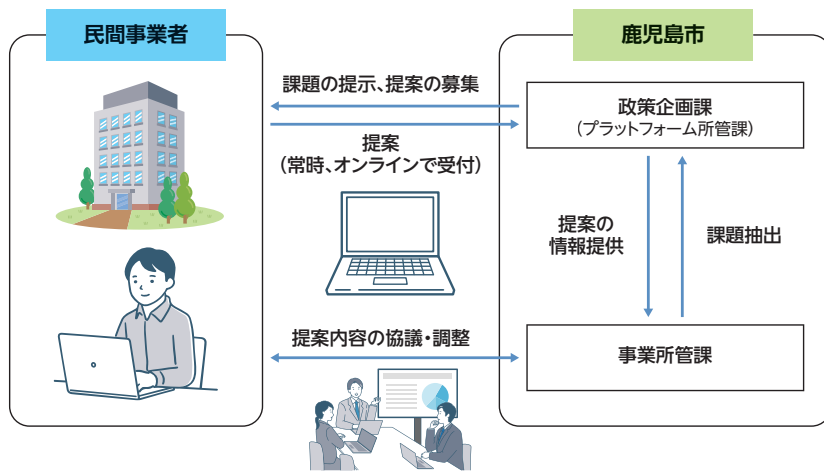 民間事業者
鹿児島市
課題の提示、提案の募集
提案
(常時、オンラインで受付)
政策企画課
(プラットフォーム所管課)
提案の
情報提供
課題抽出
提案内容の協議・調整
事業所管課